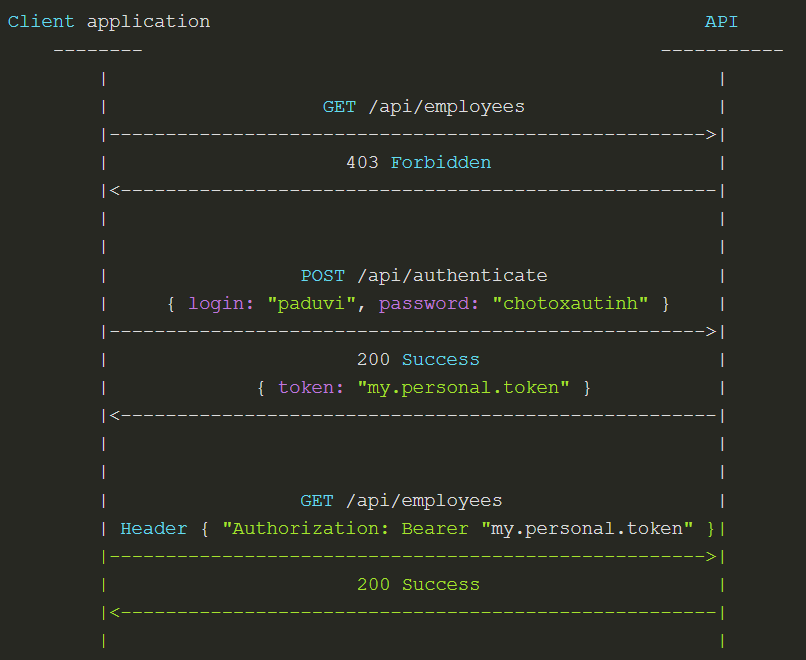 Client application API
-------- -----------
| |
| GET /api/employees |
|----------------------------------------------------->|
| 403 Forbidden |
|<-----------------------------------------------------|
| |
| |
| POST /api/authenticate |
| { login: "paduvi", password: "chotoxautinh" } |
|----------------------------------------------------->|
| 200 Success |
| { token: "my.personal.token" } |
|<-----------------------------------------------------|
| |
| |
| GET /api/employees |
| Header { "Authorization: Bearer "my.personal.token" }|
|----------------------------------------------------->|
| 200 Success |
|<-----------------------------------------------------|
| |